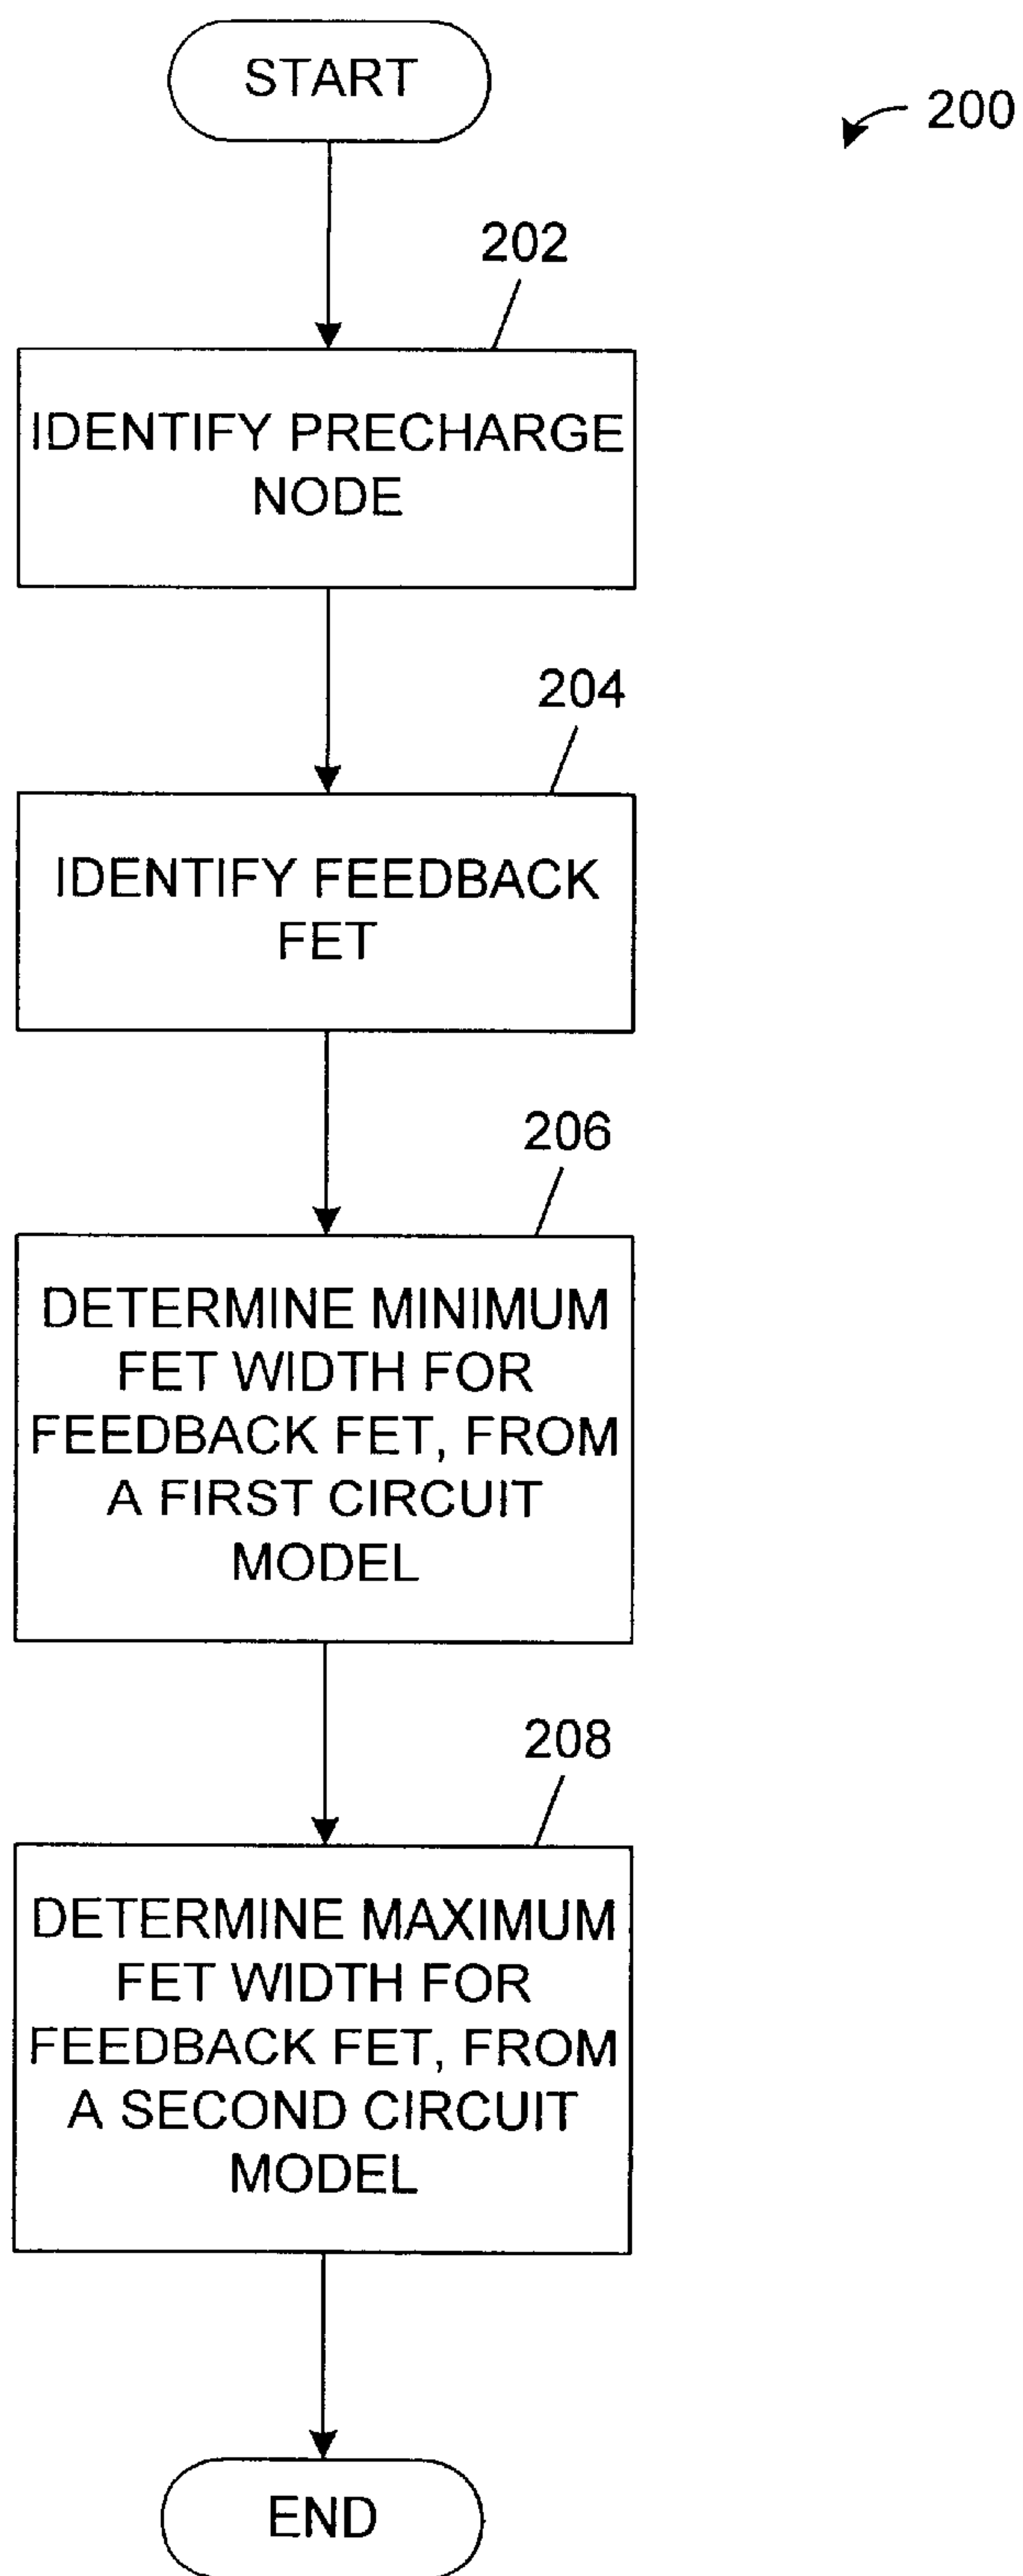 START
200
202
IDENTIFY PRECHARGE
NODE
204
IDENTIFY FEEDBACK
FET
206
DETERMINE MINIMUM
FET WIDTH FOR
FEEDBACK FET, FROM
A FIRST CIRCUIT
MODEL
208
DETERMINE MAXIMUM
FET WIDTH FOR
FEEDBACK FET, FROM
A SECOND CIRCUIT
MODEL
END